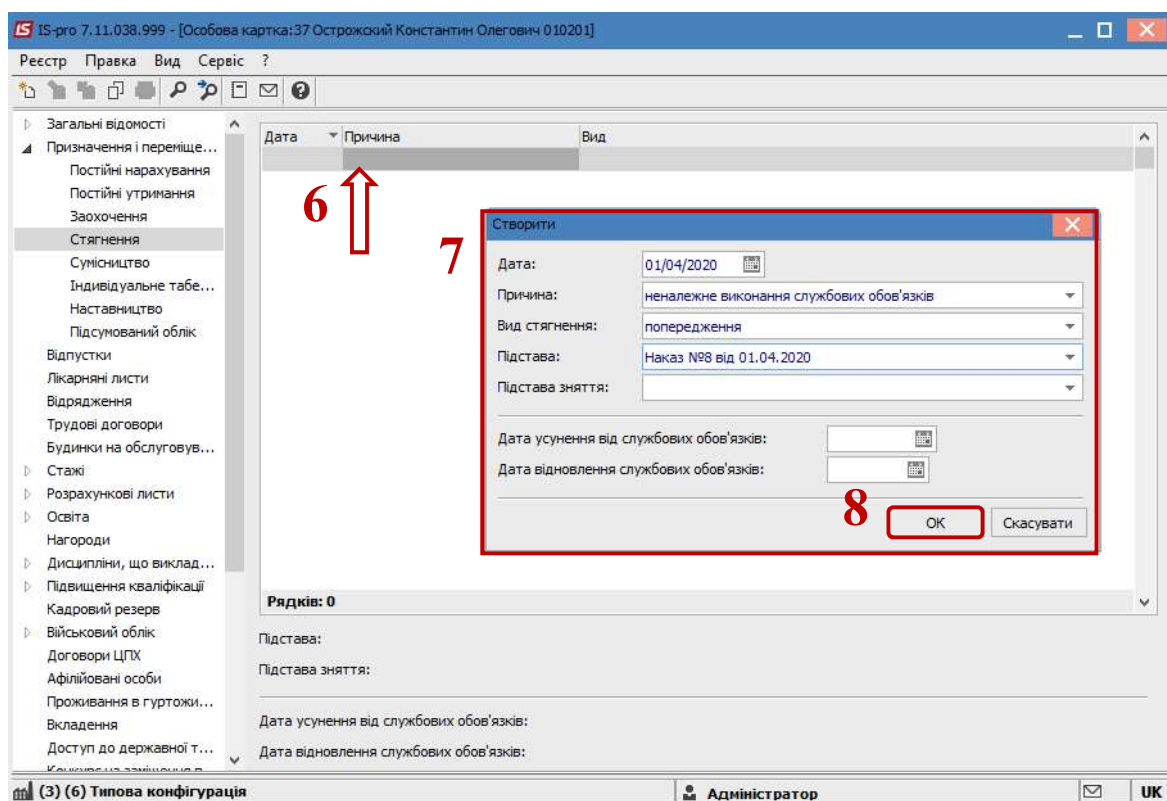 IS-pro 7.11.038.999 - [Особова картка:37 Острожский Константин Олегович 010201]
Реєстр Правка Вид Сервіс ?
Загальні відомості
Призначення і переміще...
Постійні нарахування
Постійні утримання
Заохочення
Стягнення
Сумісництво
Індивідуальне табе...
Наставництво
Підсумований облік
Відпустки
Лікарняні листи
Відрядження
Трудові договори
Будинки на обслуговув...
Стажі
Розрахункові листи
Освіта
Нагороди
Дисципліни, що виклад...
Підвищення кваліфікації
Кадровий резерв
Військовий облік
Договори ЦПХ
Афілійовані особи
Проживання в гуртожи...
Вкладення
Доступ до державної т...
Дата Причина Вид
6
7
Створити
Дата: 01/04/2020
Причина: неналежне виконання службових обов'язків
Вид стягнення: попередження
Підстава: Наказ №8 від 01.04.2020
Підстава зняття:
Дата усунення від службових обов'язків:
Дата відновлення службових обов'язків:
8
ОК Скасувати
Рядків: 0
Підстава:
Підстава зняття:
Дата усунення від службових обов'язків:
Дата відновлення службових обов'язків:
(3) (6) Типова конфігурація Адміністратор UK